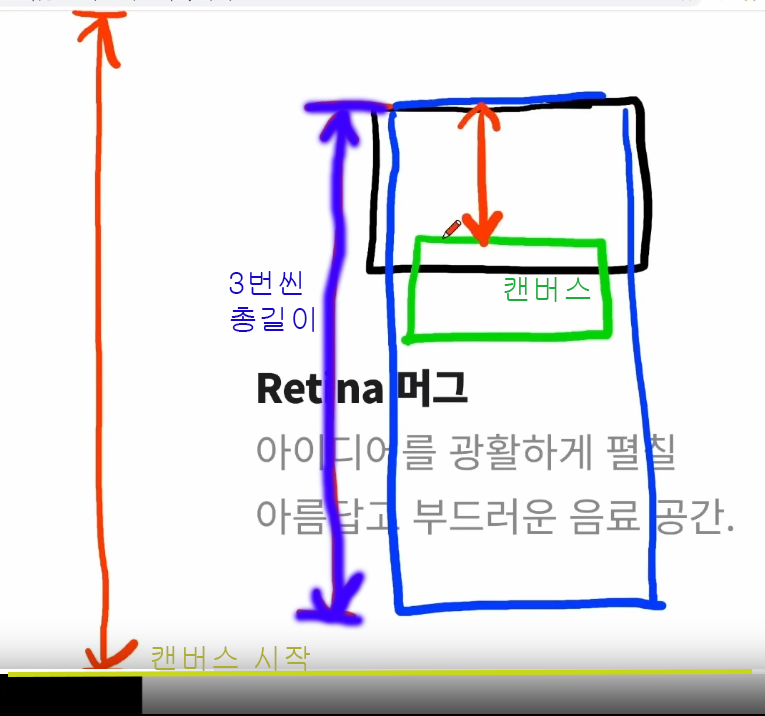 3번씬
총길이
캔버스
Retina 머그
아이디어를 광활하게 펼칠
아름답고 부드러운 음료 공간.
캔버스 시작